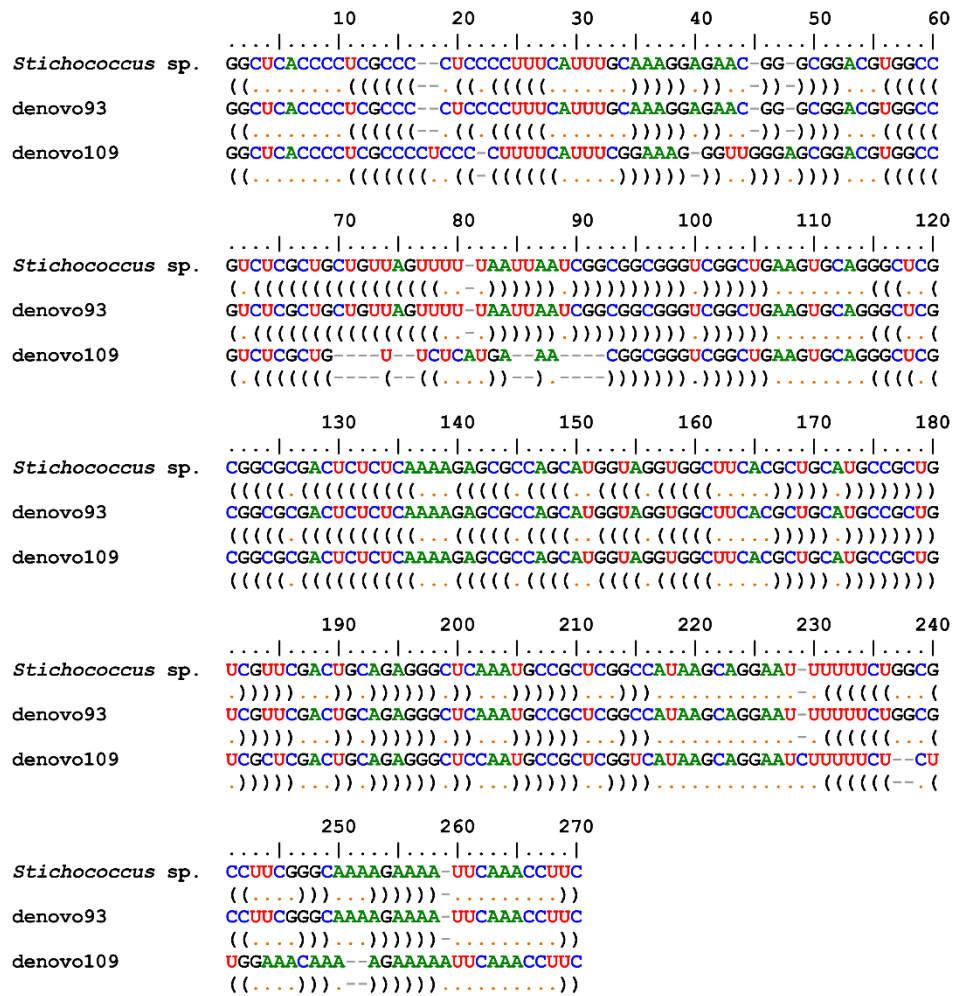 10 20 30 40 50 60
....|....|....|....|....|....|....|....|....|....|....|....|
Stichococcus sp. GGCUCACCCCUCGCCC--CUCCCCUUUCAUUUGCAAAGGAGAAC-GG-GCGGACGUGGCC
((........((((((--.((.(((((.......))))).))..-))-))))...(((((
denovo93 GGCUCACCCCUCGCCC--CUCCCCUUUCAUUUGCAAAGGAGAAC-GG-GCGGACGUGGCC
((........((((((--.((.(((((.......))))).))..-))-))))...(((((
denovo109 GGCUCACCCCUCGCCCCUCCC-CUUUUCAUUUCGGAAAG-GGUUGGGAGCGGACGUGGCC
((........(((((((..((-((((((.....))))))-))..))).))))...(((((
70 80 90 100 110 120
....|....|....|....|....|....|....|....|....|....|....|....|
Stichococcus sp. GUCUCGCUGCUGUUAGUUUU-UAAUUAAUCGGCGGCGGGUCGGCUGAAGUGCAGGGCUCG
(.((((((((((((((((..-.)))))).)))))))))).))))))........(((..(
denovo93 GUCUCGCUGCUGUUAGUUUU-UAAUUAAUCGGCGGCGGGUCGGCUGAAGUGCAGGGCUCG
(.((((((((((((((((..-.)))))).)))))))))).))))))........(((..(
denovo109 GUCUCGCUG----U--UCUCAUGA--AA----CGGCGGGUCGGCUGAAGUGCAGGGCUCG
(.(((((((----(--((....))--).----))))))).))))))........(((..(
130 140 150 160 170 180
....|....|....|....|....|....|....|....|....|....|....|....|
Stichococcus sp. CGGCGCGACUCUCUCAAAAGAGCGCCAGCAUGGUAGGUGGCUUCACGCUGCAUGCCGCUG
(((((.((((((((((...(((((.((((..((((.(((((.....))))).))))))))
denovo93 CGGCGCGACUCUCUCAAAAGAGCGCCAGCAUGGUAGGUGGCUUCACGCUGCAUGCCGCUG
(((((.((((((((((...(((((.((((..((((.(((((.....))))).))))))))
denovo109 CGGCGCGACUCUCUCAAAAGAGCGCCAGCAUGGUAGGUGGCUUCACGCUGCAUGCCGCUG
(((((.((((((((((...(((((.((((..((((.(((((.....))))).))))))))
190 200 210 220 230 240
....|....|....|....|....|....|....|....|....|....|....|....|
Stichococcus sp. UCGUUCGACUGCAGAGGGCUCAAAUGCCGCUCGGCCAUAAGCAGGAAU-UUUUUCUGGCG
.)))))...)).)))))).))...))))))...)))............-.((((((...(
denovo93 UCGUUCGACUGCAGAGGGCUCAAAUGCCGCUCGGCCAUAAGCAGGAAU-UUUUUCUGGCG
.)))))...)).)))))).))...))))))...)))............-.((((((...(
denovo109 UCGCUCGACUGCAGAGGGCUCCAAUGCCGCUCGGUCAUAAGCAGGAAUCUUUUUCU--CU
.)))))...)).)))))).))...))))))...)))..............((((((--.(
250 260 270
....|....|....|....|....|....|
Stichococcus sp. CCUUCGGGCAAAAGAAAA-UUCAAACCUUC
((....)))...))))))-.........))
denovo93 CCUUCGGGCAAAAGAAAA-UUCAAACCUUC
((....)))...))))))-.........))
denovo109 UGGAAACAAA--AGAAAAAUUCAAACCUUC
((....))).--))))))..........))